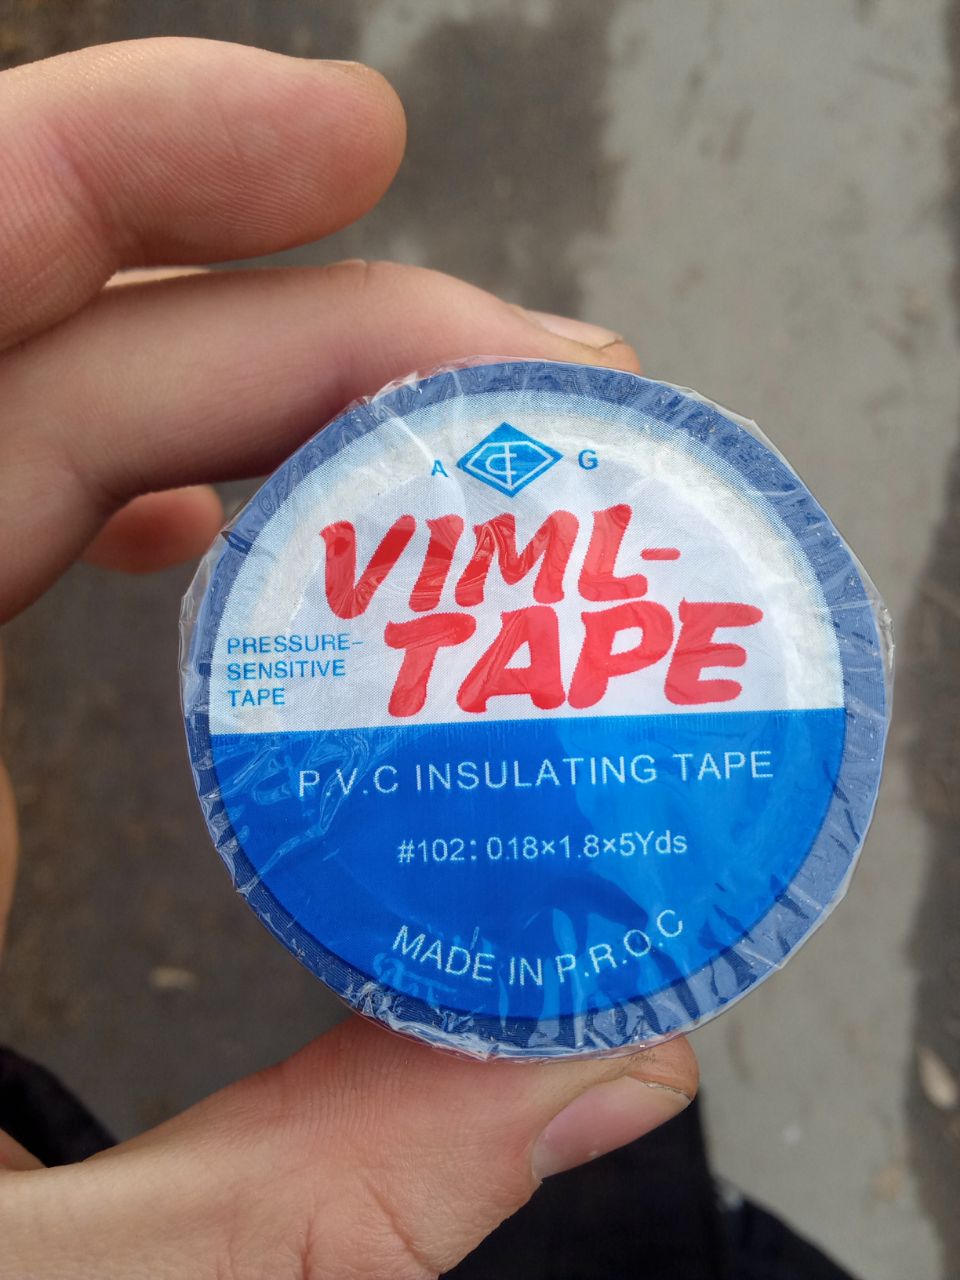 A G
VIML-
TAPE
PRESSURE-
SENSITIVE
TAPE
P.V.C INSULATING TAPE
#102: 0.18×1.8×5Yds
MADE IN P.R.O.C